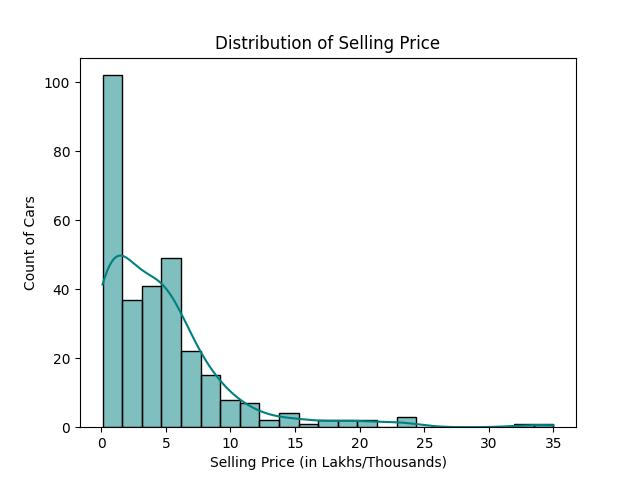 Distribution of Selling Price
100
80
60
40
20
0
Count of Cars
0 5 10 15 20 25 30 35
Selling Price (in Lakhs/Thousands)